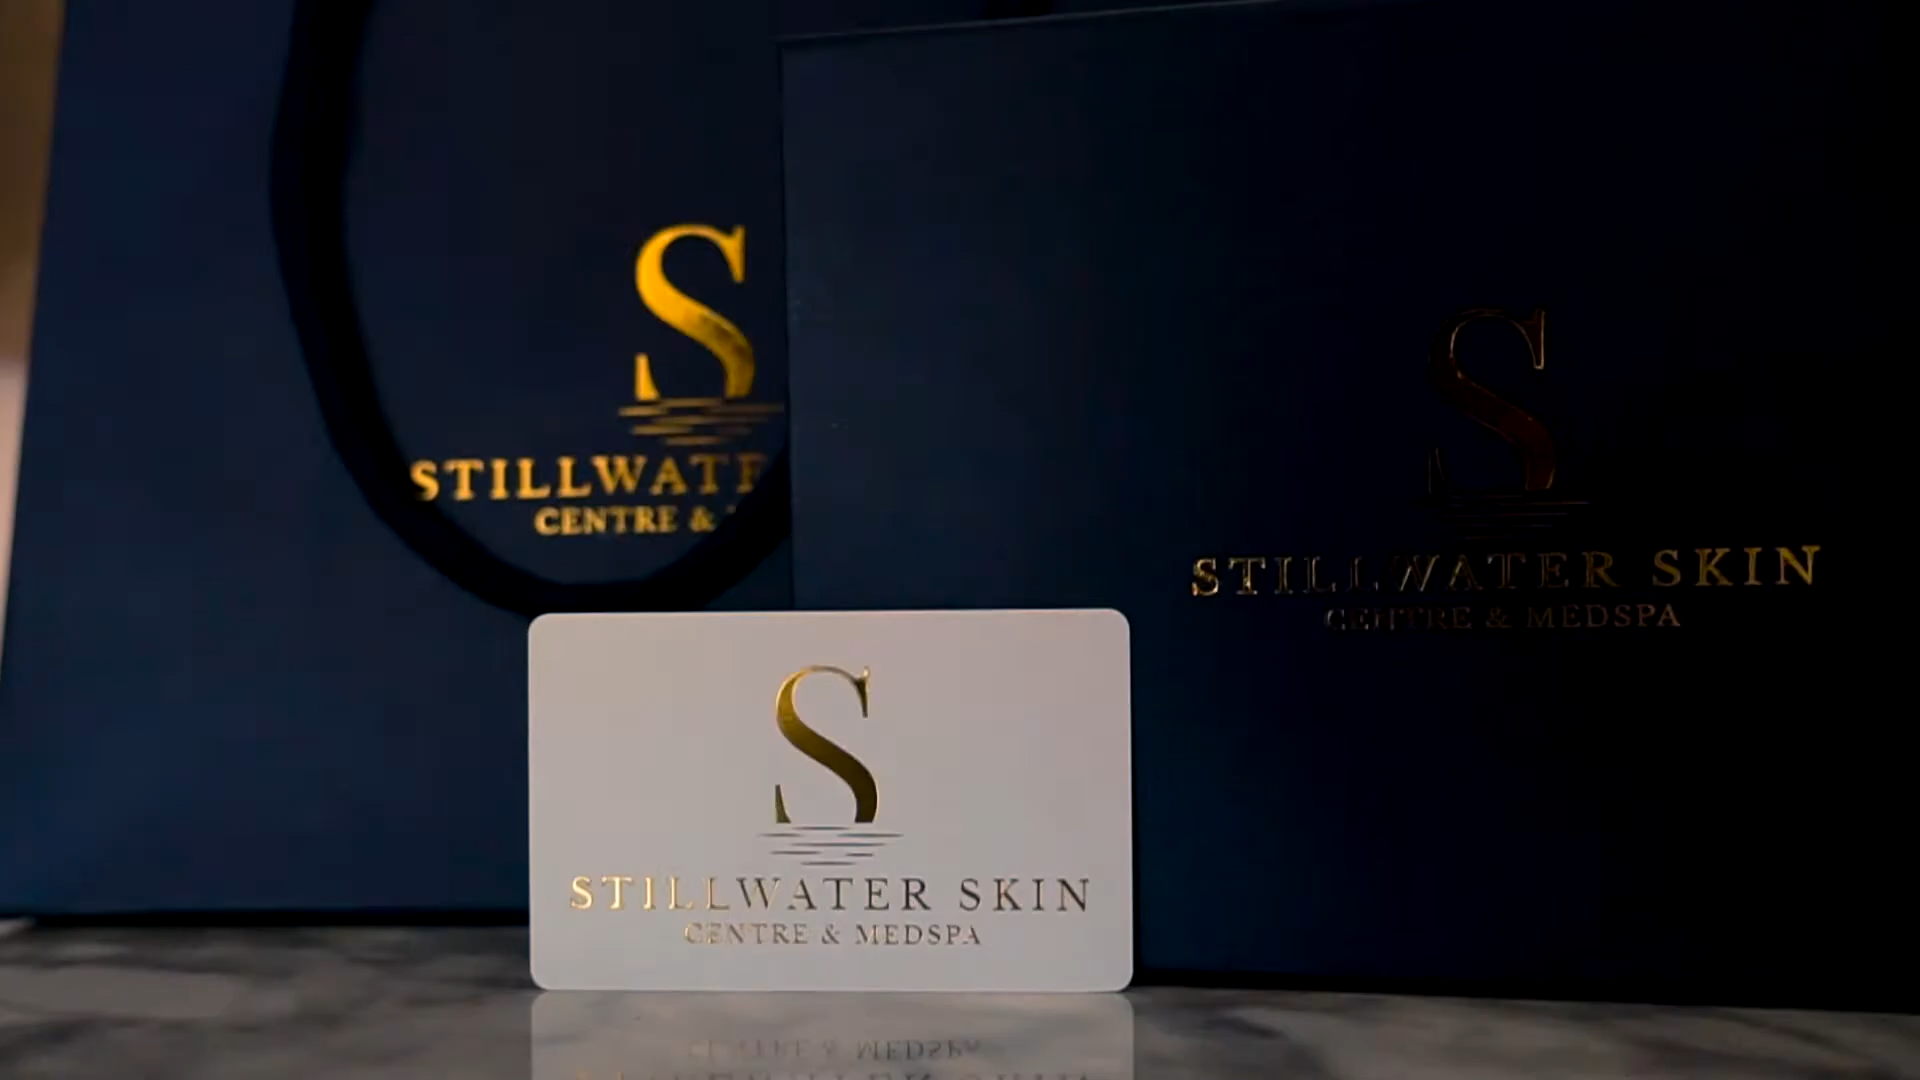 S
STILLWATE
CENTRE &
S
STILLWATER SKIN
CENTRE & MEDSPA
S
STILLWATER SKIN
CENTRE & MEDSPA